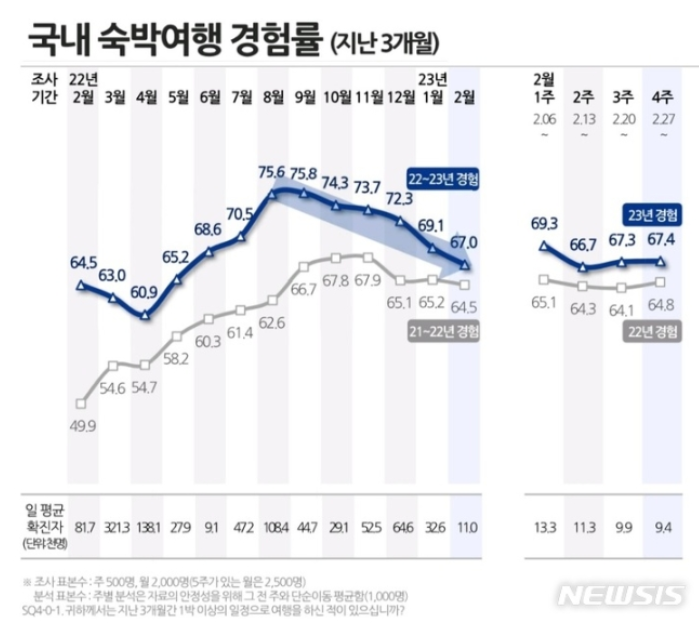 국내 숙박여행 경험률 (지난 3개월)
조사 22년 23년 2월
기간 2월 3월 4월 5월 6월 7월 8월 9월 10월 11월 12월 1월 2월 1주 2주 3주 4주
2.06 2.13 2.20 2.27
~ ~ ~ ~
75.6 75.8 74.3 73.7 72.3 22~23년 경험
70.5 69.1 69.3 23년 경험
68.6 67.0 66.7 67.3 67.4
64.5 63.0 60.9 65.2
66.7 67.8 67.9 65.1 65.2 64.5 65.1 64.3 64.1 64.8
58.2 60.3 61.4 62.6 21~22년 경험 22년 경험
54.6 54.7
49.9
일 평균
확진자 81.7 321.3 138.1 27.9 9.1 47.2 108.4 44.7 29.1 52.5 64.6 32.6 11.0 13.3 11.3 9.9 9.4
(단위:천명)
※ 조사 표본수 : 주 500명, 월 2,000명(5주가 있는 월은 2,500명)
분석 표본수 : 주별 분석은 자료의 안정성을 위해 그 전 주와 단순이동 평균함(1,000명)
SQ4-0-1. 귀하께서는 지난 3개월간 1박 이상의 일정으로 여행을 하신 적이 있으십니까?
NEWSIS